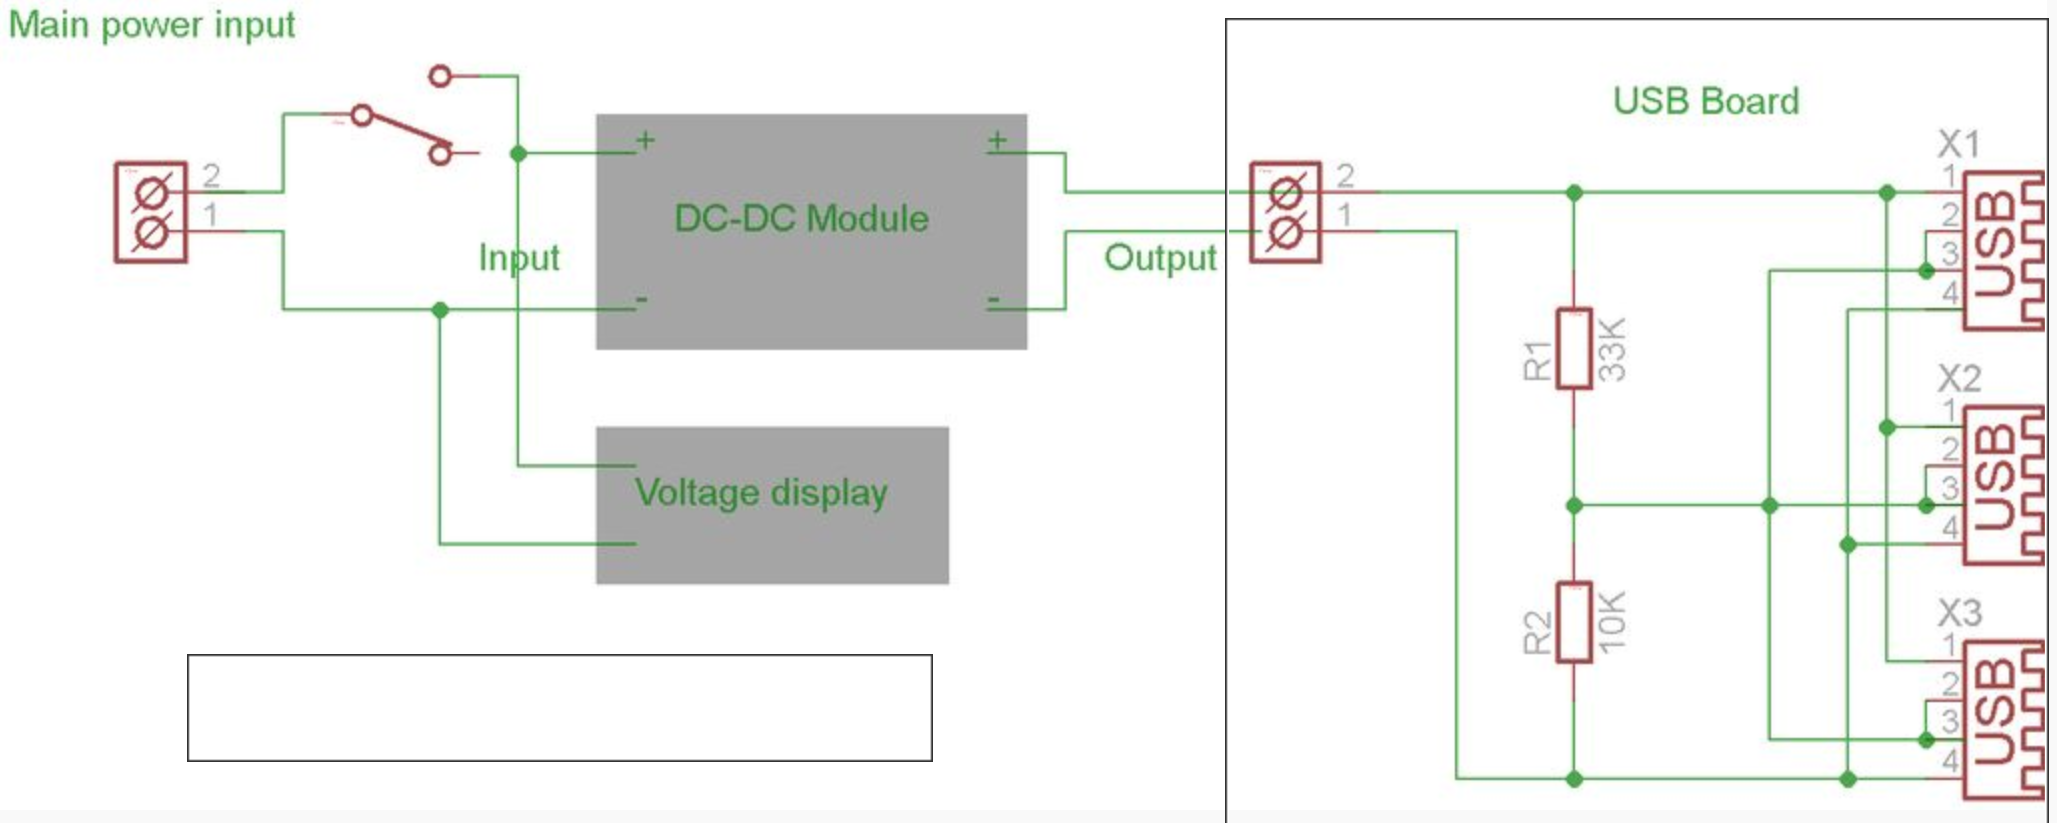 Main power input
2
1
+
-
Input
DC-DC Module
+
-
Output
Voltage display
USB Board
2
1
R1
33K
R2
10K
X1
1
2
3
4
USB
X2
1
2
3
4
USB
X3
1
2
3
4
USB